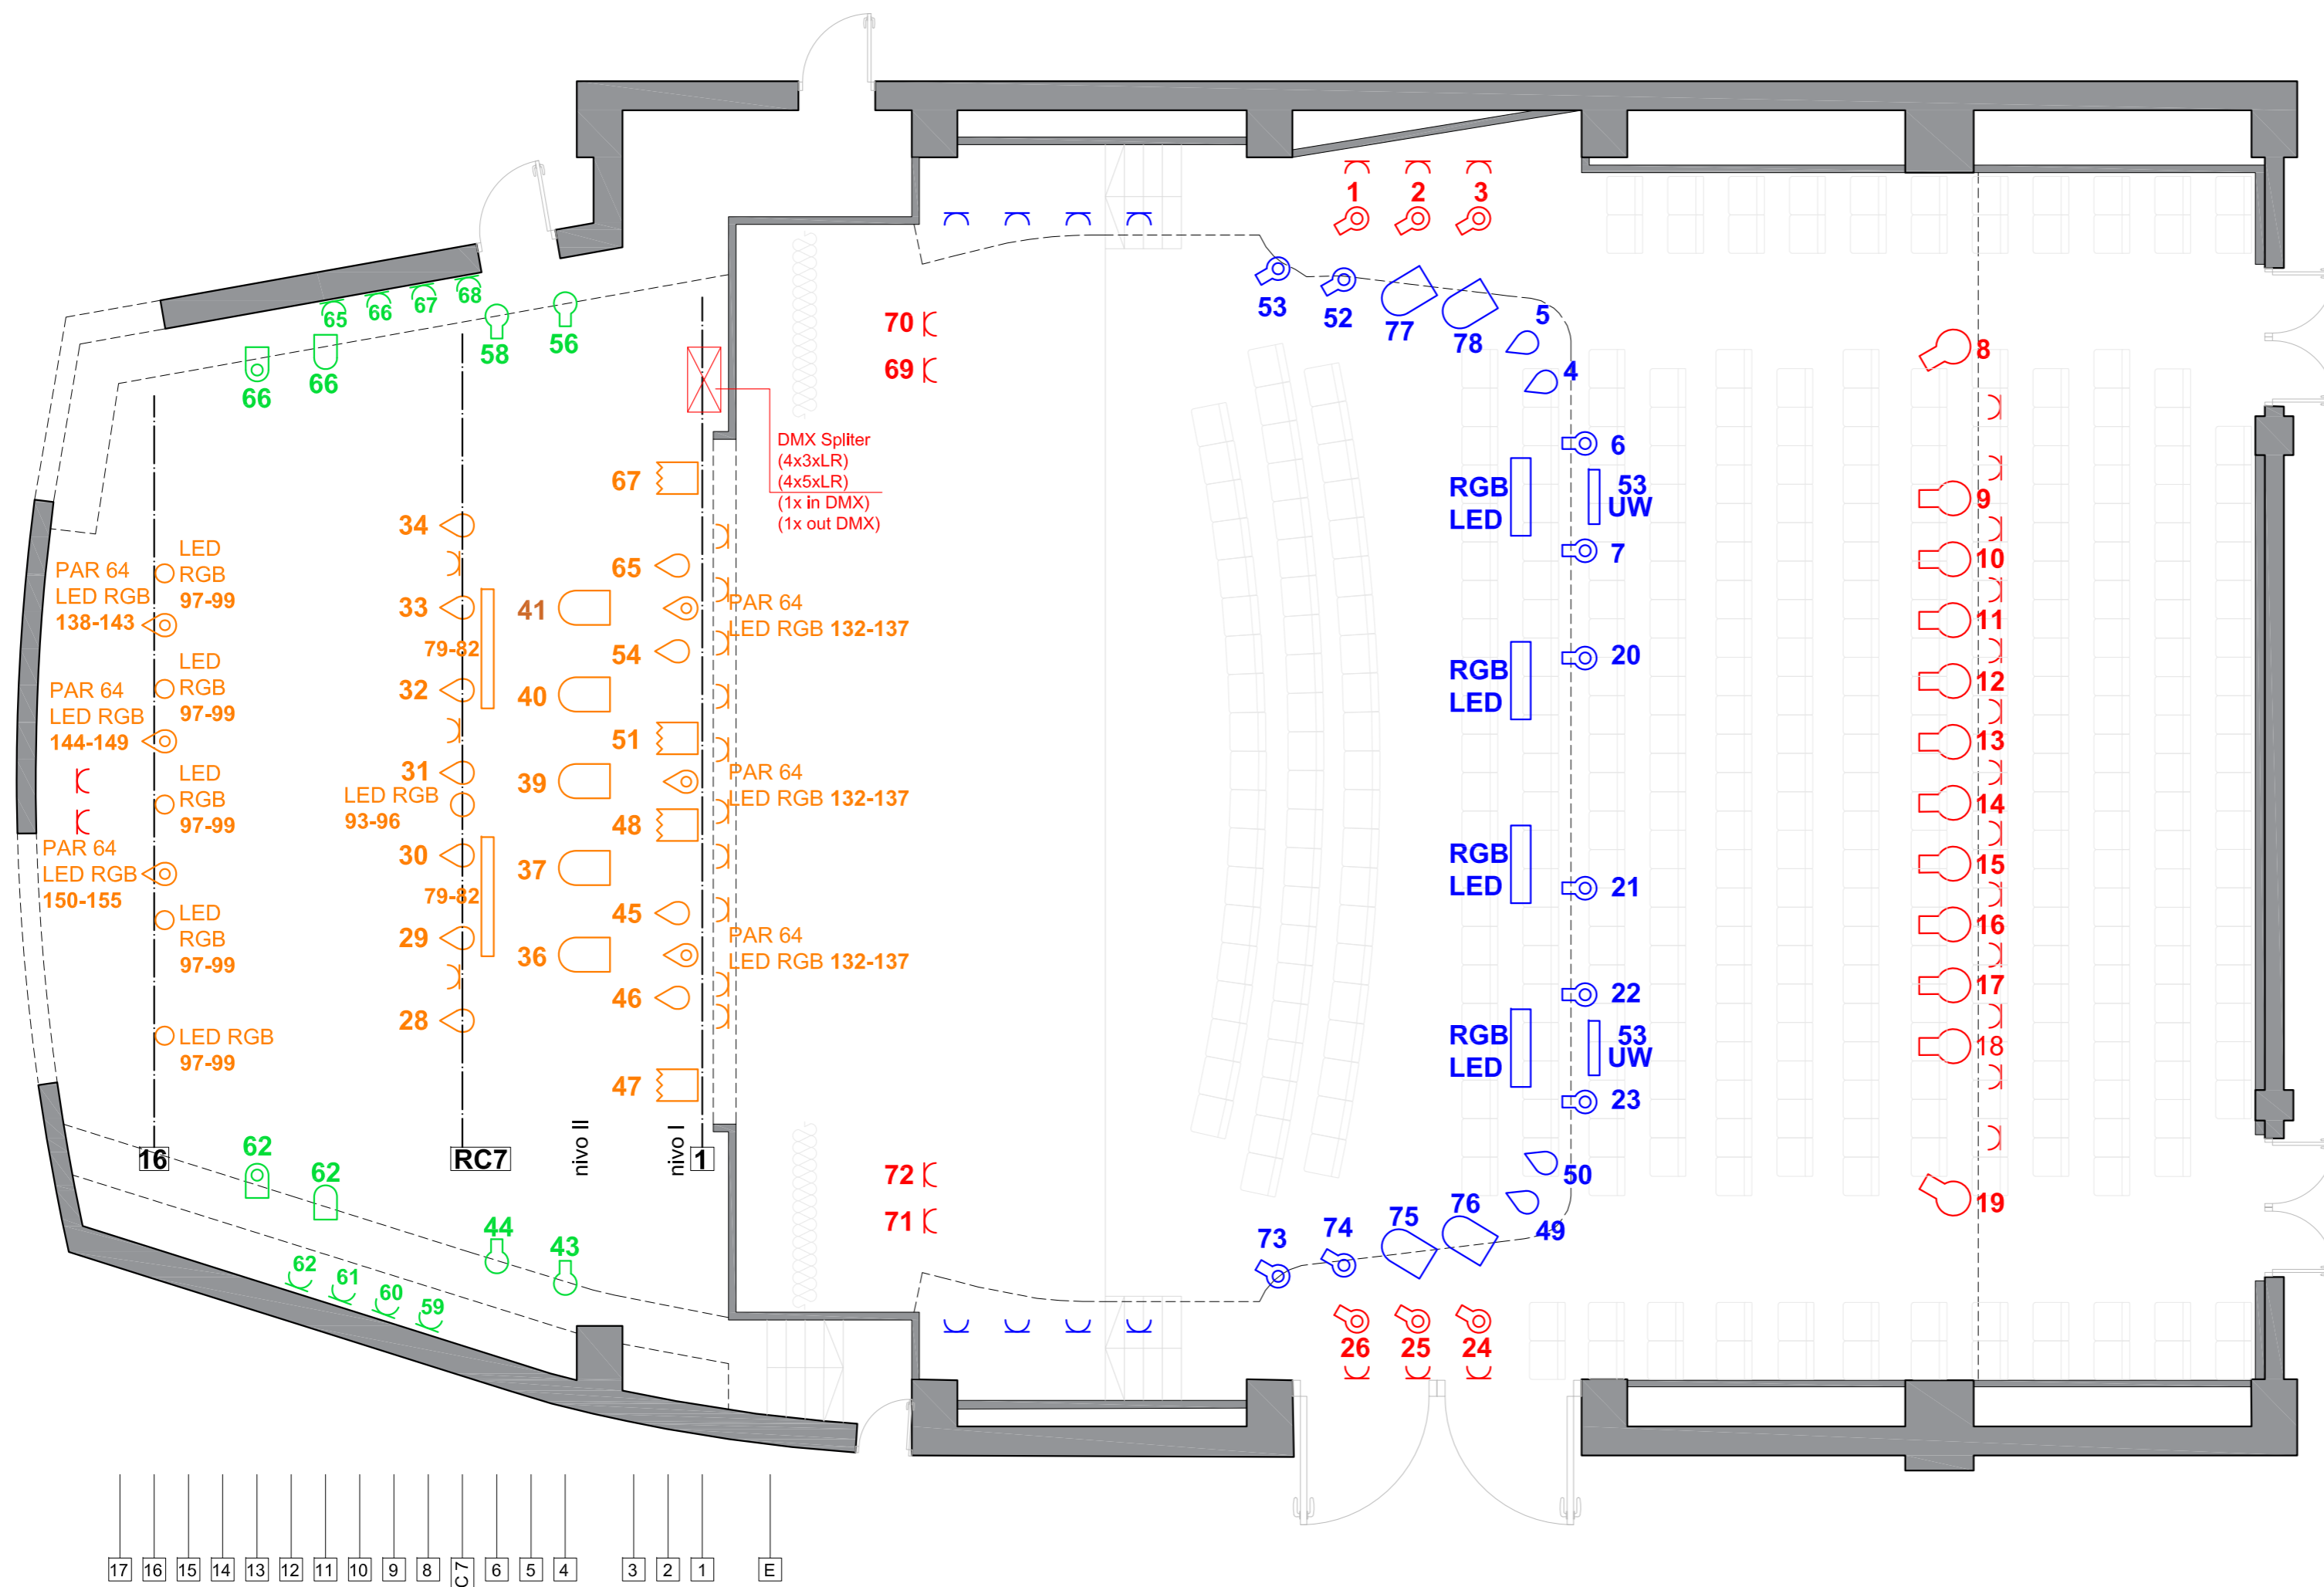 1
2
3
70
69
53
52
77
78
5
4
8
65
66
67
68
58
56
66
66
DMX Spliter
(4x3xLR)
(4x5xLR)
(1x in DMX)
(1x out DMX)
67
65
54
51
48
45
46
47
PAR 64
LED RGB 132-137
PAR 64
LED RGB 132-137
PAR 64
LED RGB 132-137
41
40
39
37
36
34
33
79-82
32
31
LED RGB
93-96
30
79-82
29
28
LED
RGB
97-99
LED
RGB
97-99
LED
RGB
97-99
LED
RGB
97-99
LED RGB
97-99
PAR 64
LED RGB
138-143
PAR 64
LED RGB
144-149
PAR 64
LED RGB
150-155
16
RC7
nivo II
nivo I
1
62
62
44
43
62
61
60
59
72
71
6
RGB
LED
53
UW
7
20
RGB
LED
RGB
LED
21
22
RGB
LED
53
UW
23
50
49
73
74
75
76
26
25
24
9
10
11
12
13
14
15
16
17
18
19
17
16
15
14
13
12
11
10
9
8
C 7
6
5
4
3
2
1
E